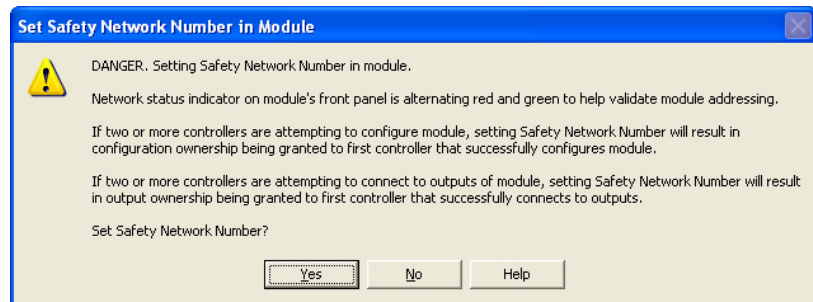 Set Safety Network Number in Module
DANGER. Setting Safety Network Number in module.
Network status indicator on module's front panel is alternating red and green to help validate module addressing.
If two or more controllers are attempting to configure module, setting Safety Network Number will result in
configuration ownership being granted to first controller that successfully configures module.
If two or more controllers are attempting to connect to outputs of module, setting Safety Network Number will result
in output ownership being granted to first controller that successfully connects to outputs.
Set Safety Network Number?
Yes No Help